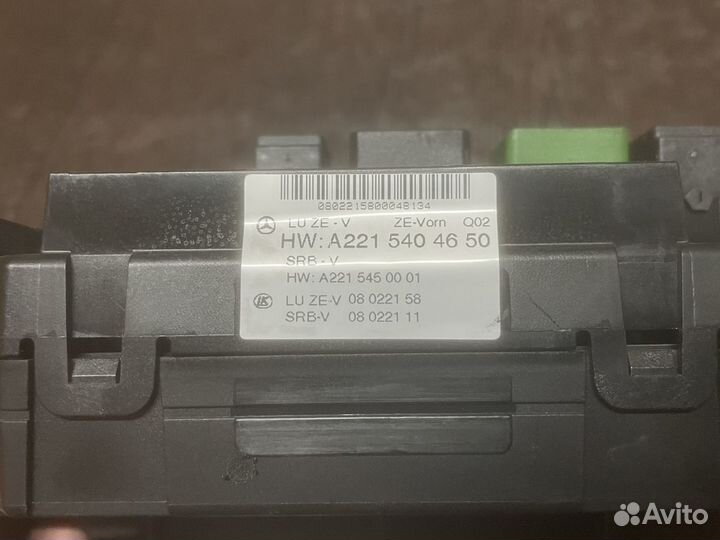 0802215800048134
LU ZE - V ZE-Vorn Q02
HW: A221 540 46 50
SRB - V
HW: A221 545 00 01
LK LU ZE-V 08 0221 58
SRB-V 08 0221 11
Avito